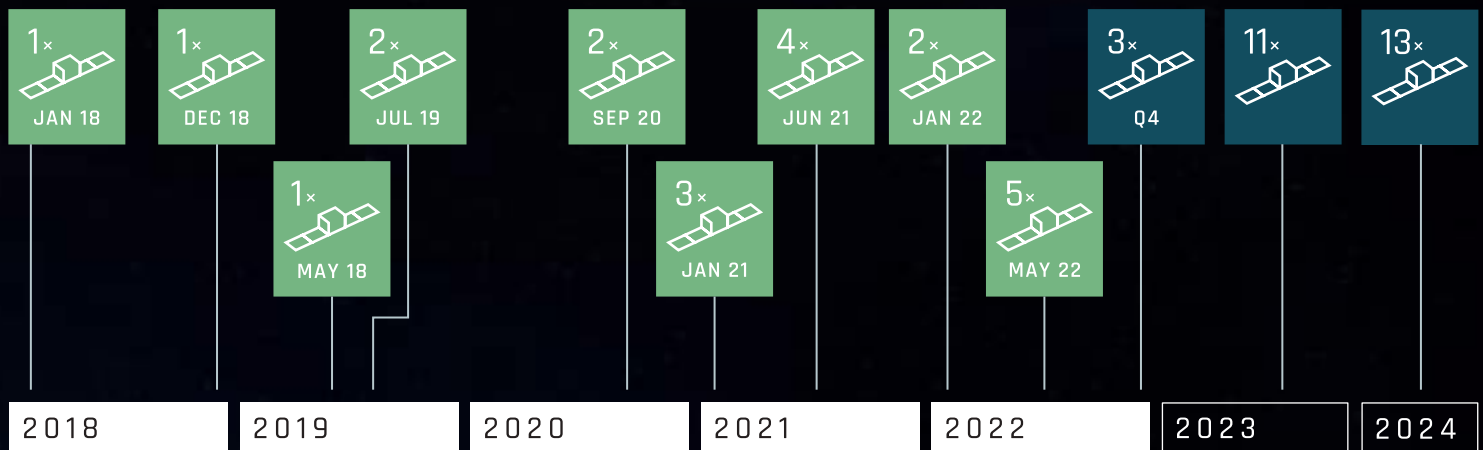 1×
JAN 18
1×
DEC 18
2×
JUL 19
2×
SEP 20
4×
JUN 21
2×
JAN 22
3×
Q4
11×
13×
1×
MAY 18
3×
JAN 21
5×
MAY 22
2018
2019
2020
2021
2022
2023
2024